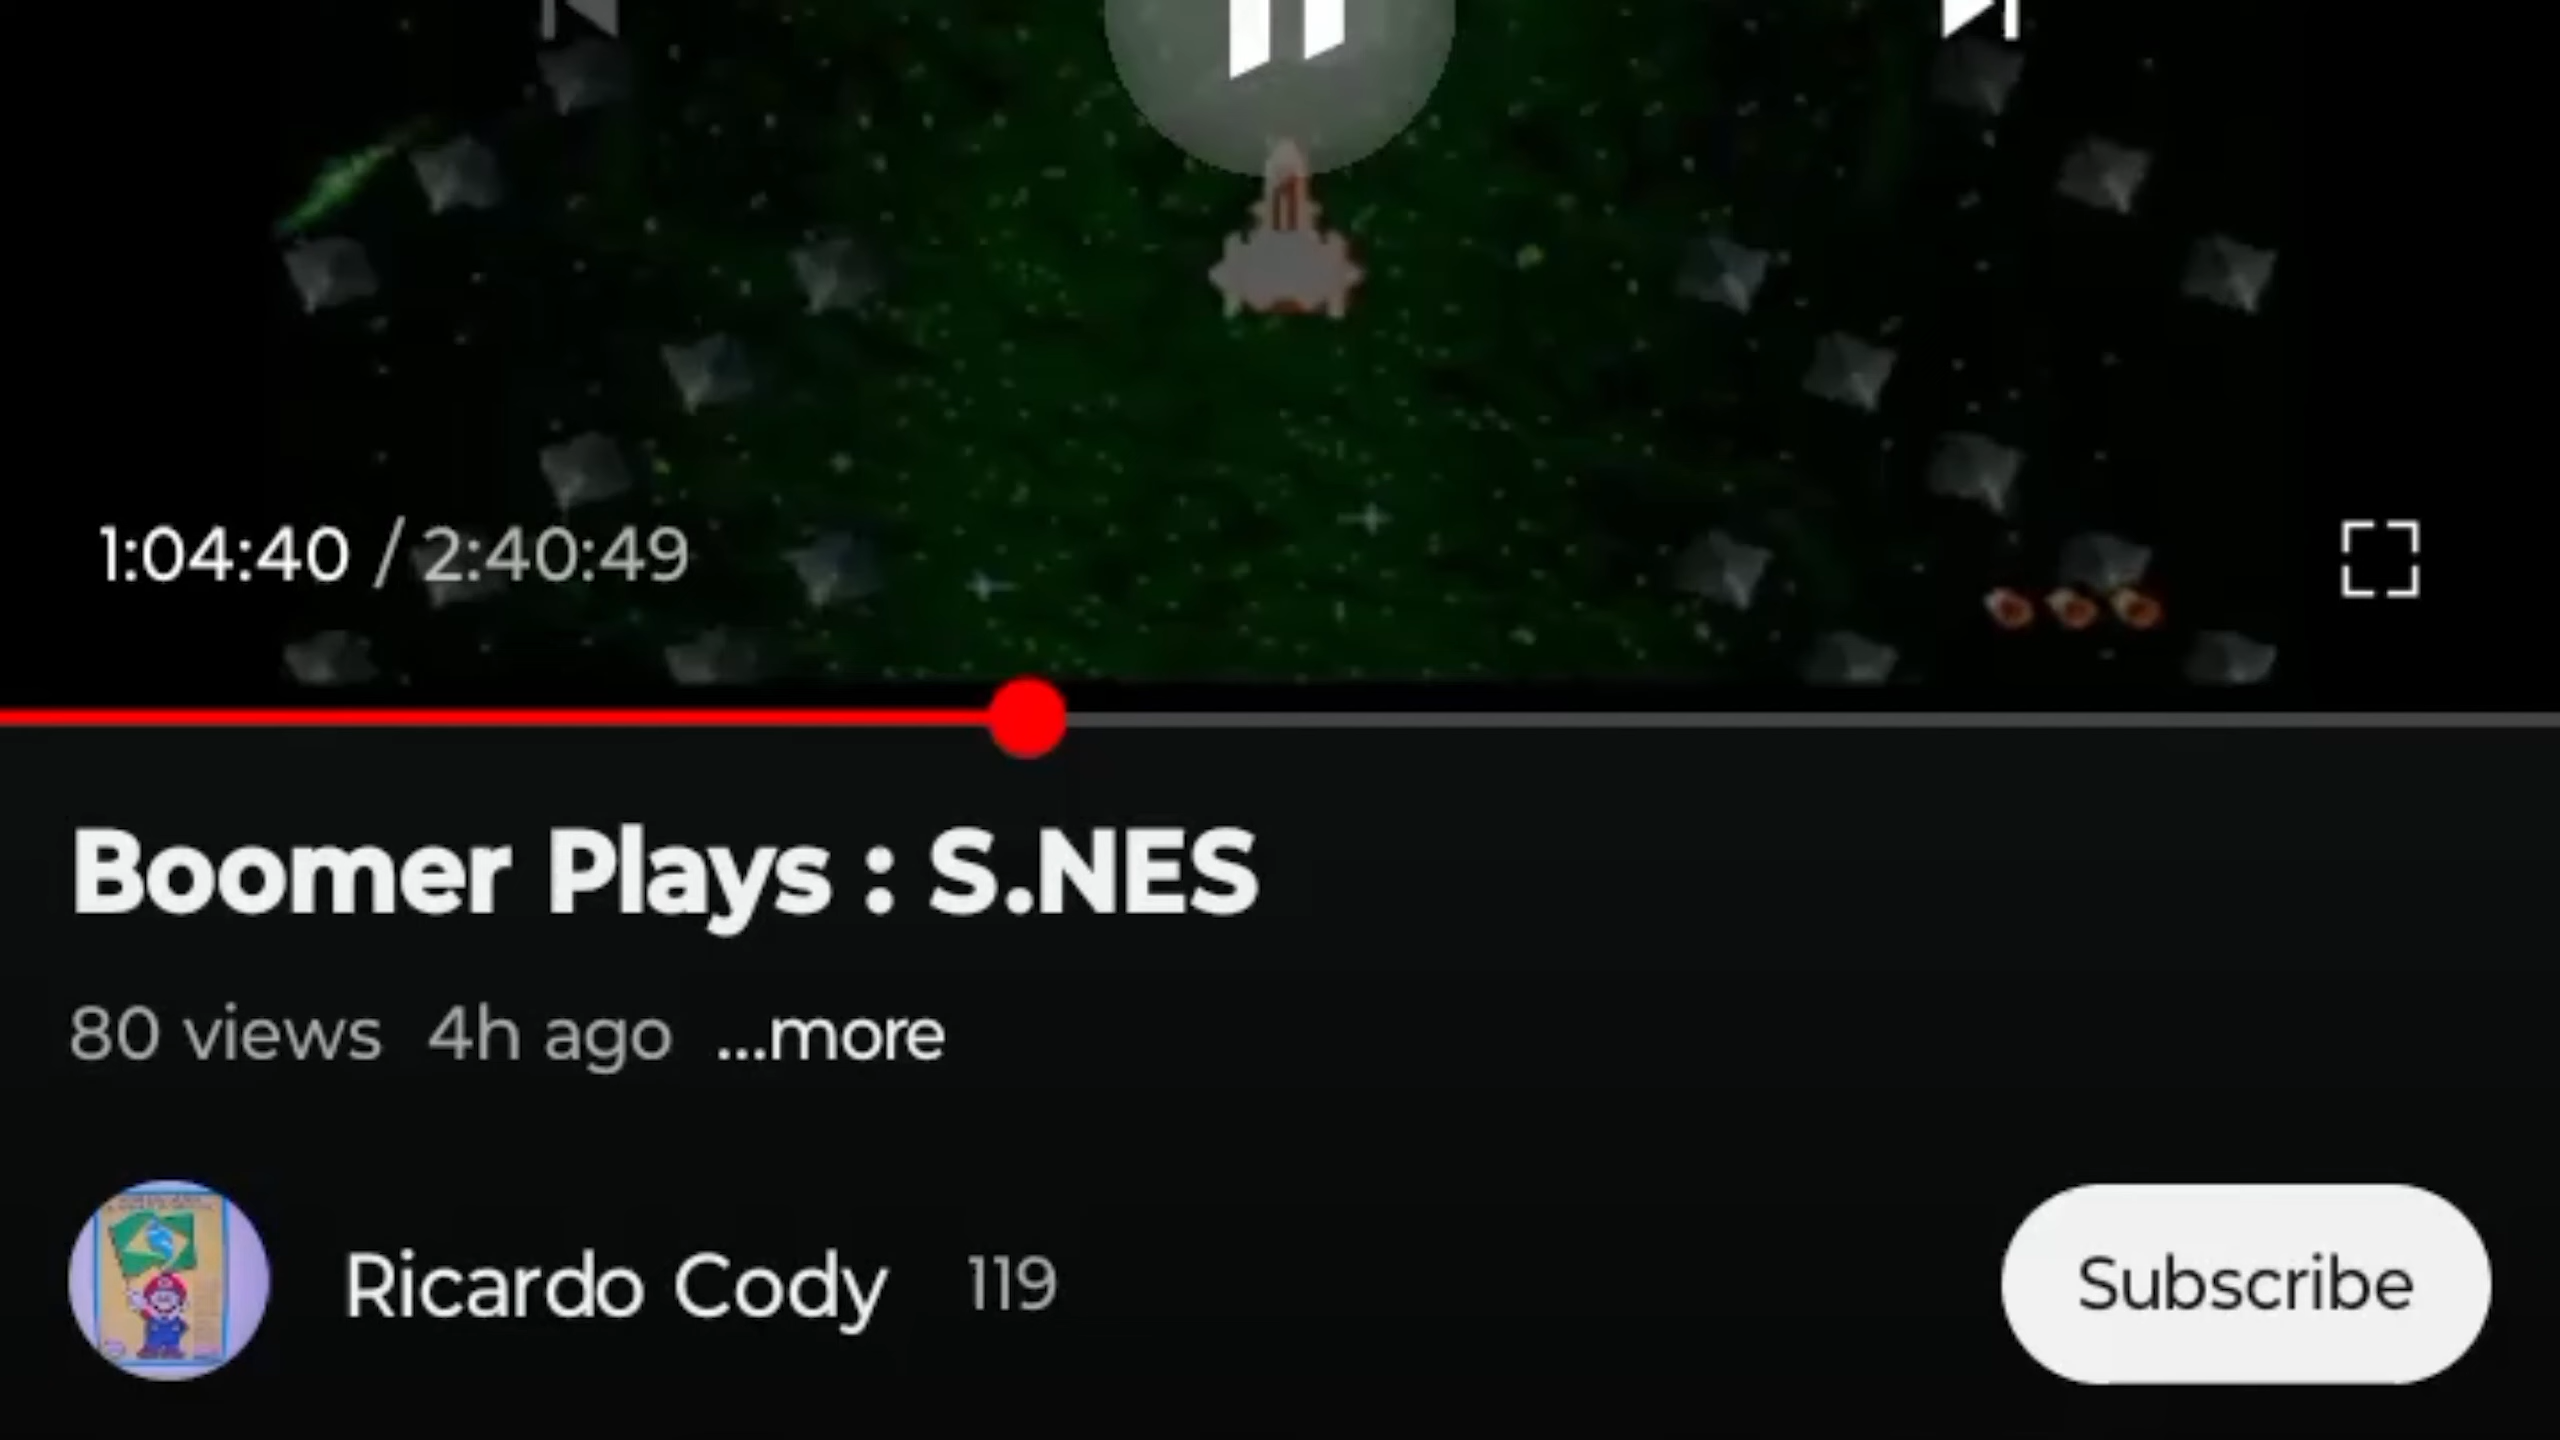 1:04:40 / 2:40:49
Boomer Plays : S.NES
80 views 4h ago ...more
Ricardo Cody 119
Subscribe